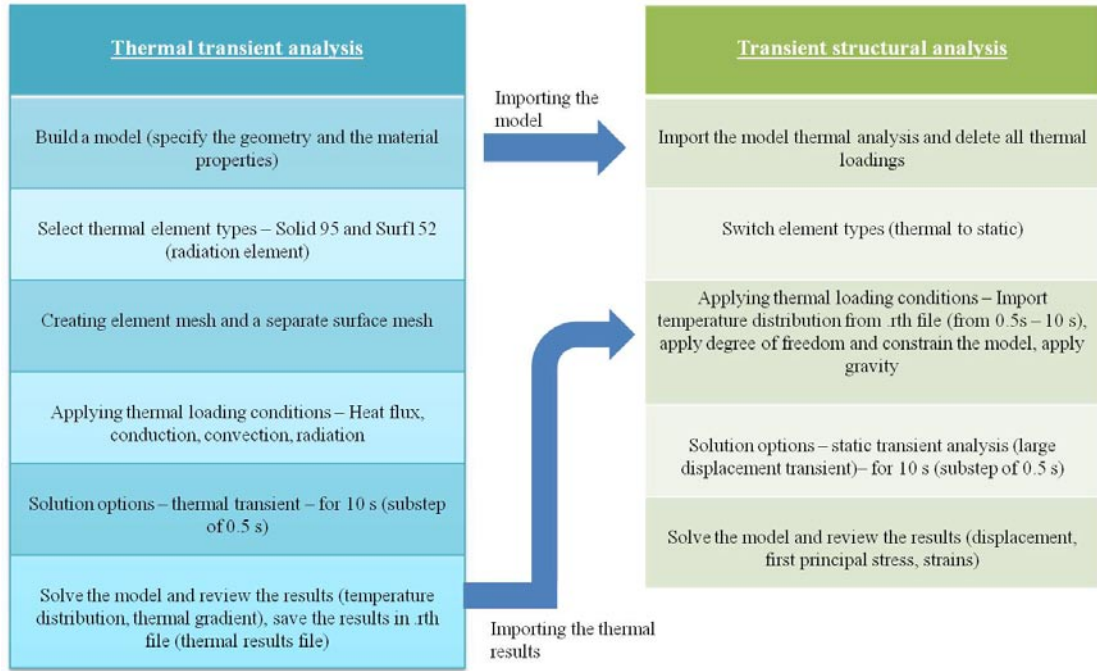 Thermal transient analysis
Build a model (specify the geometry and the material
properties)
Select thermal element types – Solid 95 and Surf152
(radiation element)
Creating element mesh and a separate surface mesh
Applying thermal loading conditions – Heat flux,
conduction, convection, radiation
Solution options – thermal transient – for 10 s (substep
of 0.5 s)
Solve the model and review the results (temperature
distribution, thermal gradient), save the results in .rth
file (thermal results file)
Importing the
model
Importing the thermal
results
Transient structural analysis
Import the model thermal analysis and delete all thermal
loadings
Switch element types (thermal to static)
Applying thermal loading conditions – Import
temperature distribution from .rth file (from 0.5s – 10 s),
apply degree of freedom and constrain the model, apply
gravity
Solution options – static transient analysis (large
displacement transient)– for 10 s (substep of 0.5 s)
Solve the model and review the results (displacement,
first principal stress, strains)